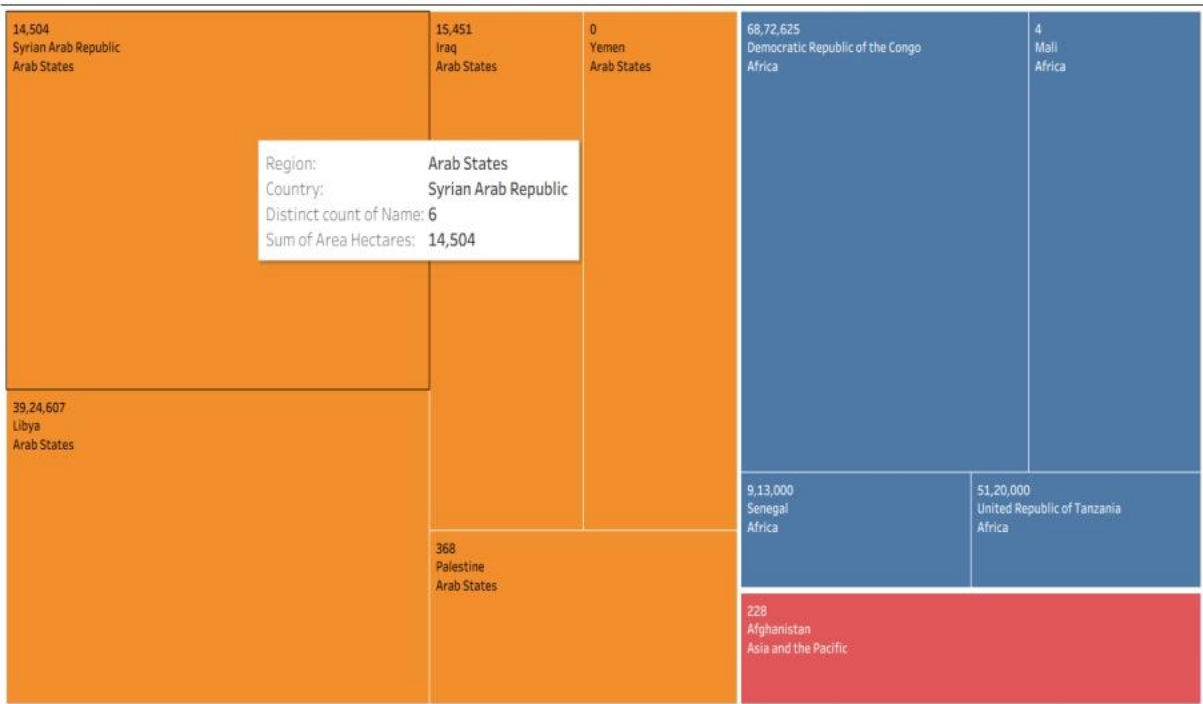 14,504
Syrian Arab Republic
Arab States
15,451
Iraq
Arab States
0
Yemen
Arab States
68,72,625
Democratic Republic of the Congo
Africa
4
Mali
Africa
Region: Arab States
Country: Syrian Arab Republic
Distinct count of Name: 6
Sum of Area Hectares: 14,504
39,24,607
Libya
Arab States
368
Palestine
Arab States
9,13,000
Senegal
Africa
51,20,000
United Republic of Tanzania
Africa
228
Afghanistan
Asia and the Pacific